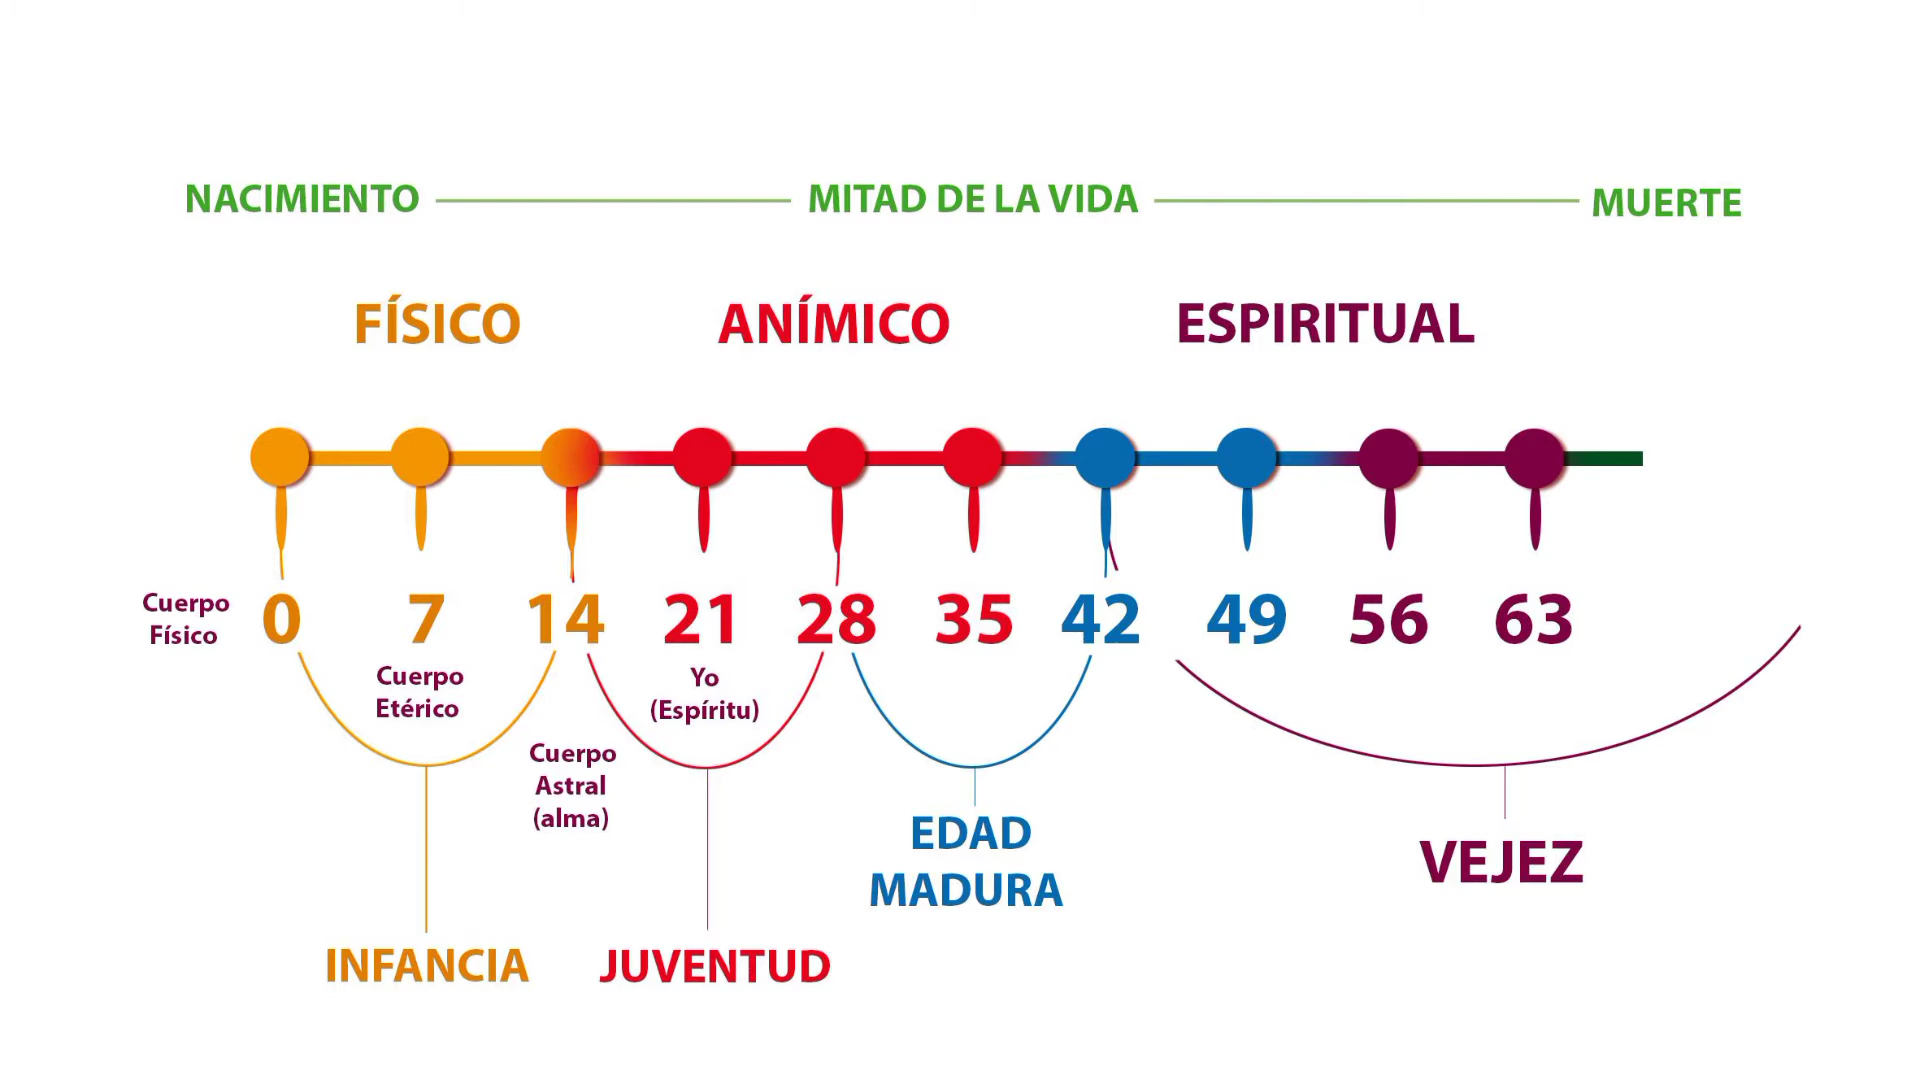 NACIMIENTO MITAD DE LA VIDA MUERTE
FÍSICO ANÍMICO ESPIRITUAL
Cuerpo
Físico
0 7 14 21 28 35 42 49 56 63
Cuerpo
Etérico
Yo
(Espíritu)
Cuerpo
Astral
(alma)
EDAD
MADURA
VEJEZ
INFANCIA JUVENTUD